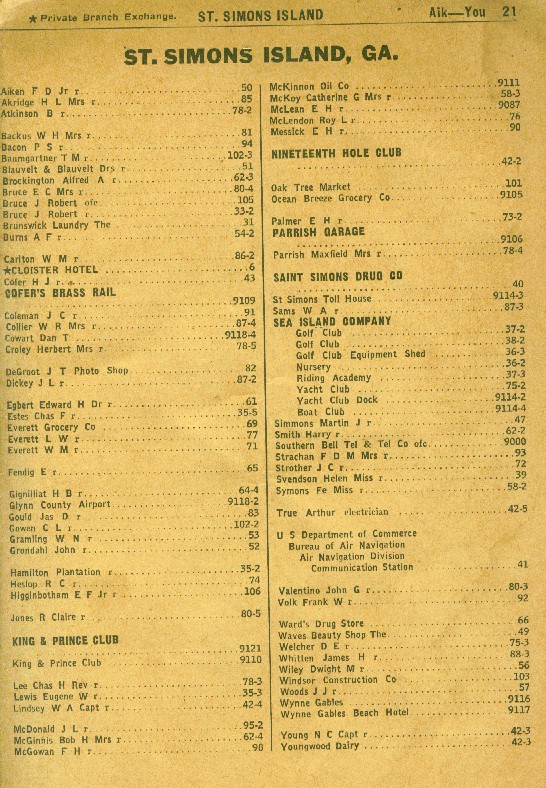 ★ Private Branch Exchange. ST. SIMONS ISLAND Aik—You 21
ST. SIMONS ISLAND, GA.
Aiken F D Jr r 50
Akridge H L Mrs r 85
Atkinson B r 78-2
Backus W H Mrs r 81
Bacon P S r 94
Baumgartner T M r 102-3
Blauvelt & Blauvelt Drs r 51
Brockington Alfred A r 62-3
Bruce E C Mrs r 80-4
Bruce J Robert ofc 105
Bruce J Robert r 33-2
Brunswick Laundry The 31
Burns A F r 54-2
Carlton W M r 86-2
★CLOISTER HOTEL 6
Cofer H J r 43
COFER'S BRASS RAIL
9109
Coleman J C r 91
Collier W R Mrs r 87-4
Cowart Dan T 9118-4
Croley Herbert Mrs r 78-5
DeGroot J T Photo Shop 82
Dickey J L r 87-2
Egbert Edward H Dr r 61
Estes Chas F r 35-5
Everett Grocery Co 69
Everett L W r 77
Everett W M r 71
Fendig E r 65
Gignilliat H B r 64-4
Glynn County Airport 9118-2
Gould Jas D r 83
Gowen C L r 102-2
Gramling W N r 53
Grondahl John r 52
Hamilton Plantation r 35-2
Heslop R C r 74
Higginbotham E F Jr r 106
Jones R Claire r 80-5
KING & PRINCE CLUB
9121
King & Prince Club 9110
Lee Chas H Rev r 78-3
Lewis Eugene W r 35-3
Lindsey W A Capt r 42-4
McDonald J L r 95-2
McGinnis Bob H Mrs r 62-4
McGowan F H r 98
McKinnon Oil Co 9111
McKoy Catherine G Mrs r 58-3
McLean E H r 9087
McLendon Roy L r 76
Messick E H r 90
NINETEENTH HOLE CLUB
42-2
Oak Tree Market 101
Ocean Breeze Grocery Co 9105
Palmer E H r 73-2
PARRISH GARAGE
9106
Parrish Maxfield Mrs r 78-4
SAINT SIMONS DRUG CO
40
St Simons Toll House 9114-3
Sams W A r 87-3
SEA ISLAND COMPANY
Golf Club 37-2
Golf Club 38-2
Golf Club Equipment Shed 36-3
Nursery 36-2
Riding Academy 37-3
Yacht Club 75-2
Yacht Club Dock 9114-2
Boat Club 9114-4
Simmons Martin J r 47
Smith Harry r 62-2
Southern Bell Tel & Tel Co ofc 9000
Strachan F D M Mrs r 93
Strother J C r 72
Svendson Helen Miss r 39
Symons Fe Miss r 58-2
True Arthur electrician 42-5
U S Department of Commerce
Bureau of Air Navigation
Air Navigation Division
Communication Station 41
Valentino John G r 80-3
Volk Frank W r 92
Ward's Drug Store 66
Waves Beauty Shop The 49
Welcher D E r 75-3
Whitten James H r 88-3
Wiley Dwight M r 56
Windsor Construction Co 103
Woods J J r 57
Wynne Gables 9116
Wynne Gables Beach Hotel 9117
Young N C Capt r 42-3
Youngwood Dairy 42-3